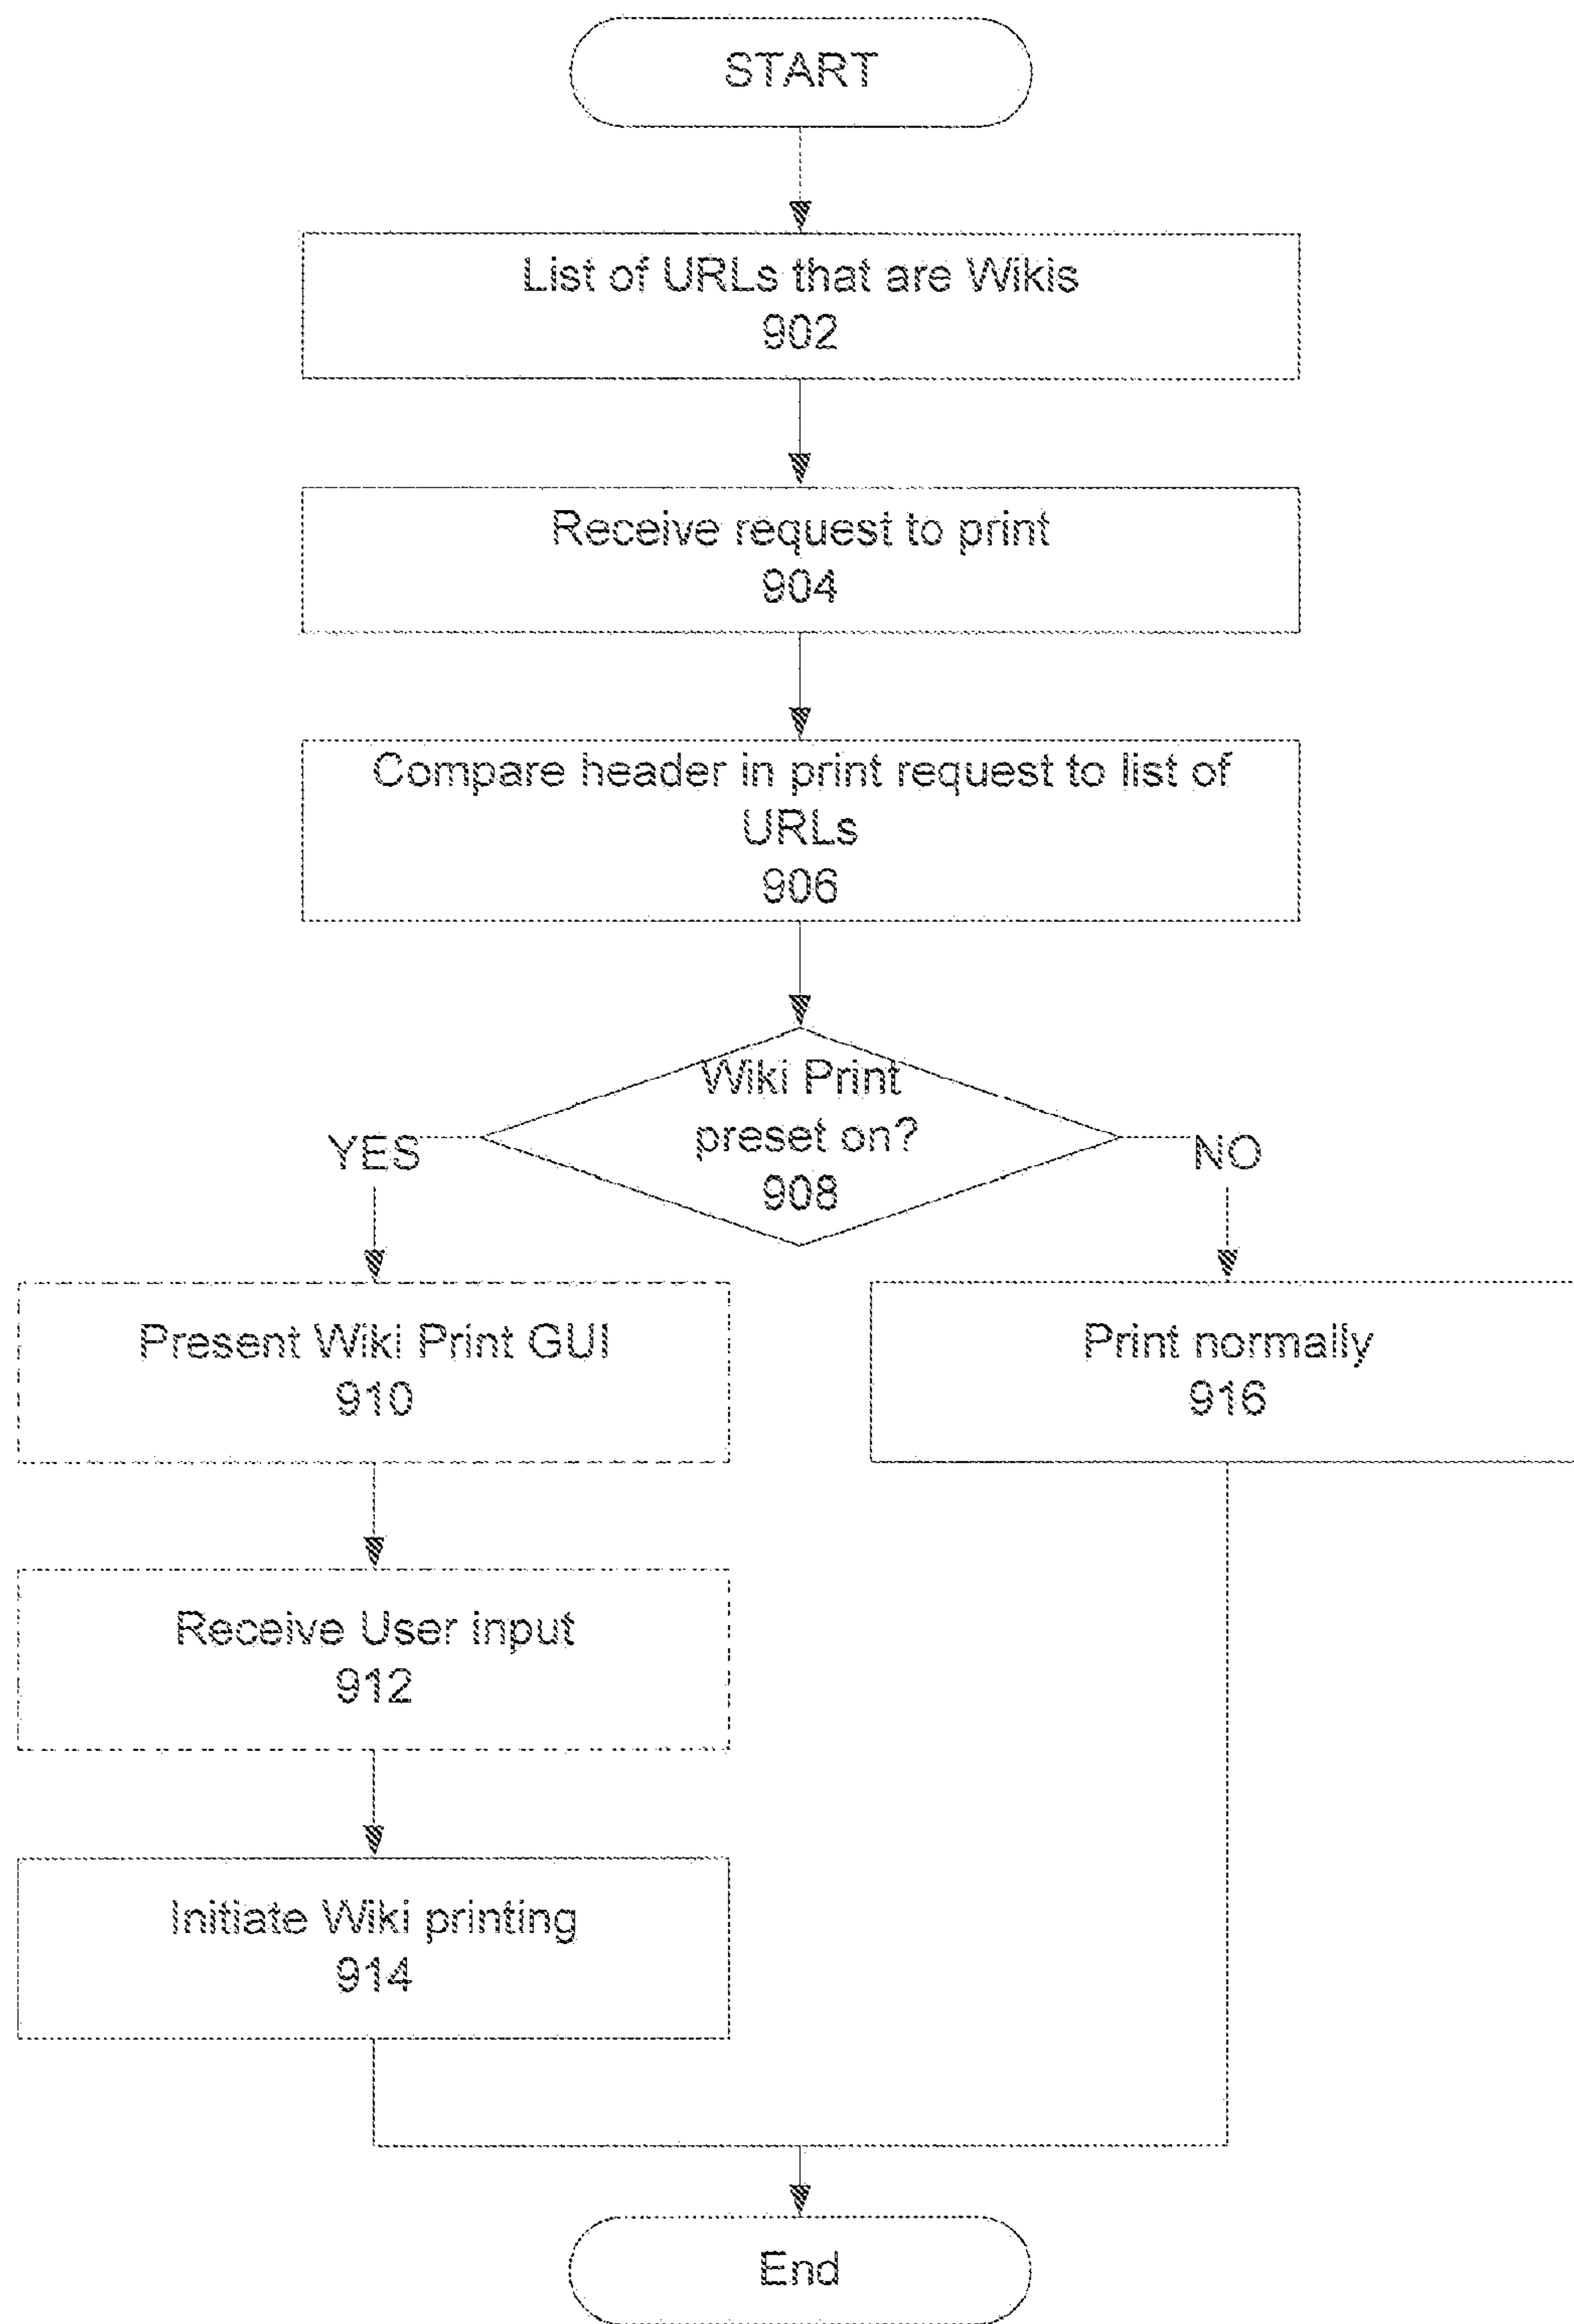 START
List of URLs that are Wikis
902
Receive request to print
904
Compare header in print request to list of
URLs
906
Wiki Print
preset on?
908
YES
NO
Present Wiki Print GUI
910
Print normally
916
Receive User input
912
Initiate Wiki printing
914
End